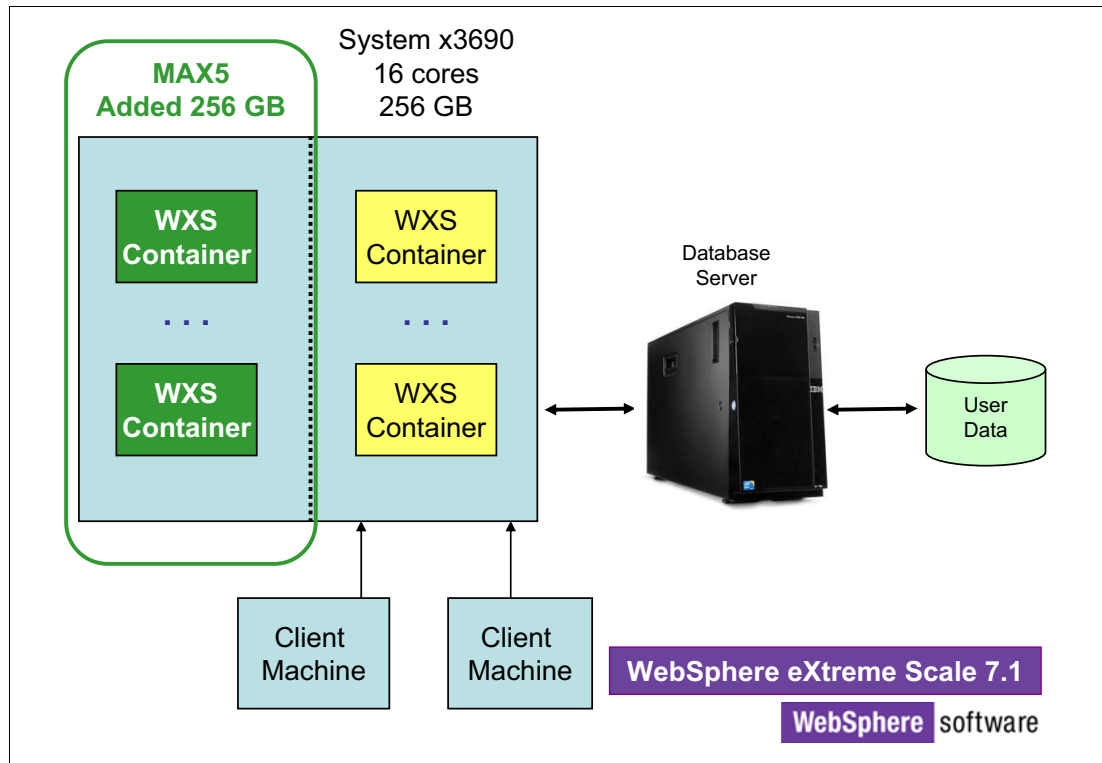 MAX5
Added 256 GB
System x3690
16 cores
256 GB
WXS
Container
WXS
Container
. . .
. . .
WXS
Container
WXS
Container
Database
Server
IBM
User
Data
Client
Machine
Client
Machine
WebSphere eXtreme Scale 7.1
WebSphere software